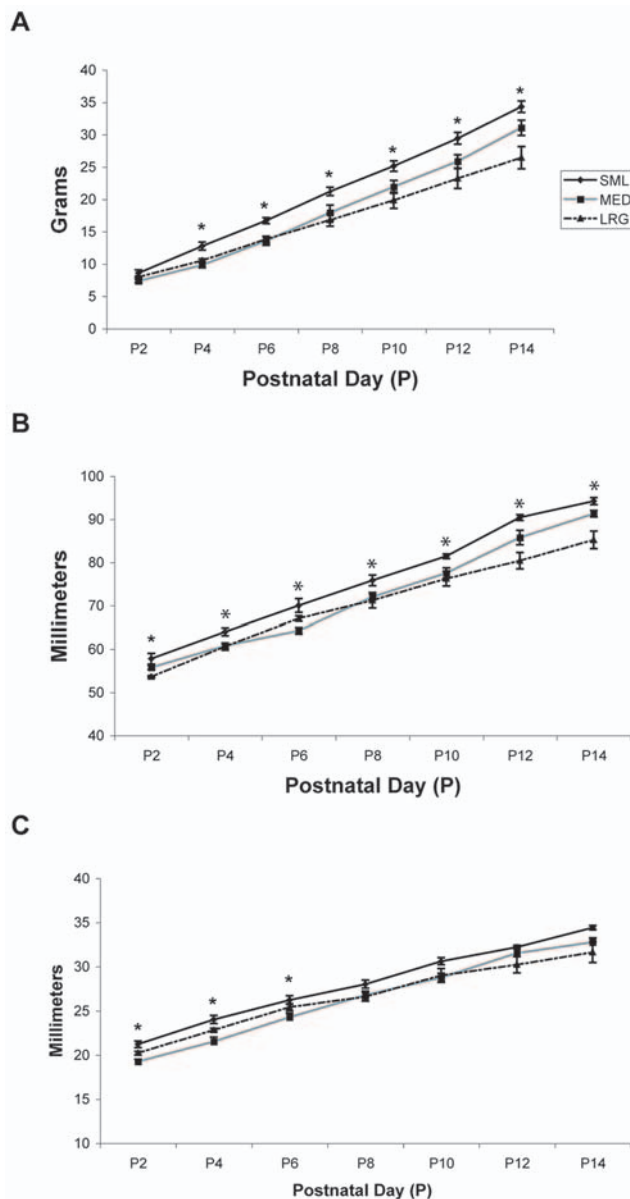 A
40
35
30
25
20
15
10
5
0
Grams
* * * * * *
SML
MED
LRG
P2 P4 P6 P8 P10 P12 P14
Postnatal Day (P)
B
100
90
80
70
60
50
40
Millimeters
* * * * * * *
P2 P4 P6 P8 P10 P12 P14
Postnatal Day (P)
C
40
35
30
25
20
15
10
Millimeters
* * *
P2 P4 P6 P8 P10 P12 P14
Postnatal Day (P)